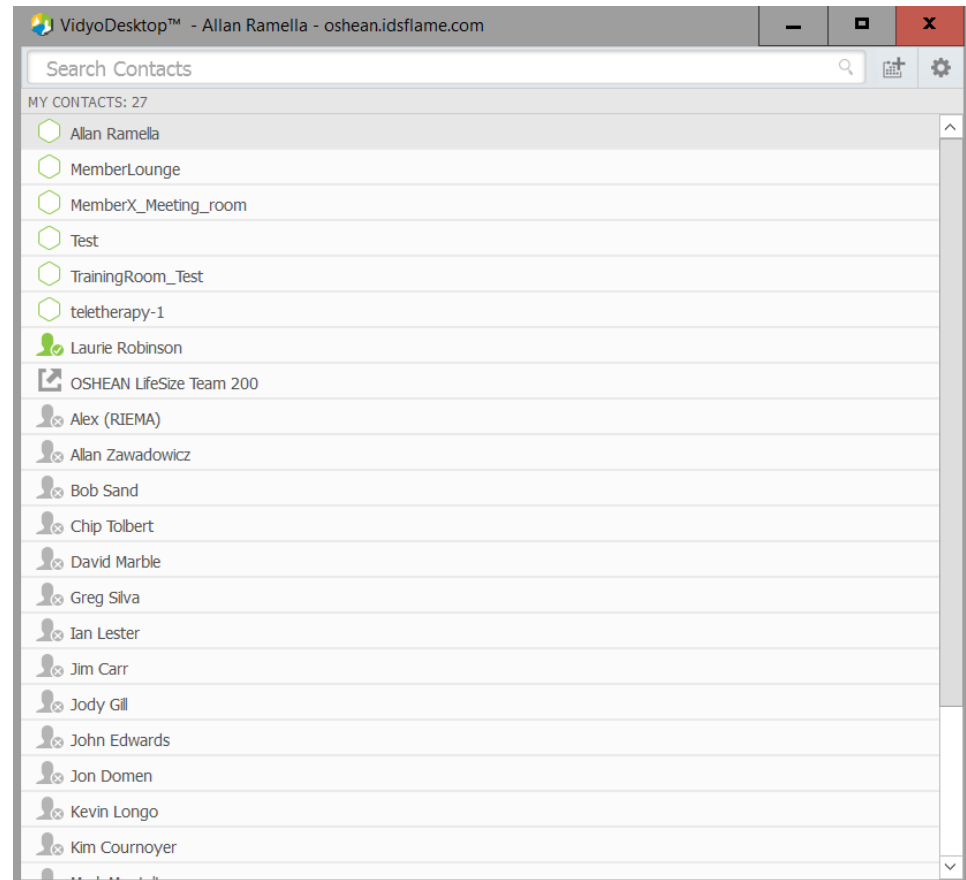 VidyoDesktop™ - Allan Ramella - oshean.idsflame.com
Search Contacts
MY CONTACTS: 27
Allan Ramella
MemberLounge
MemberX_Meeting_room
Test
TrainingRoom_Test
teletherapy-1
Laurie Robinson
OSHEAN LifeSize Team 200
Alex (RIEMA)
Allan Zawadowicz
Bob Sand
Chip Tolbert
David Marble
Greg Silva
Ian Lester
Jim Carr
Jody Gill
John Edwards
Jon Domen
Kevin Longo
Kim Cournoyer